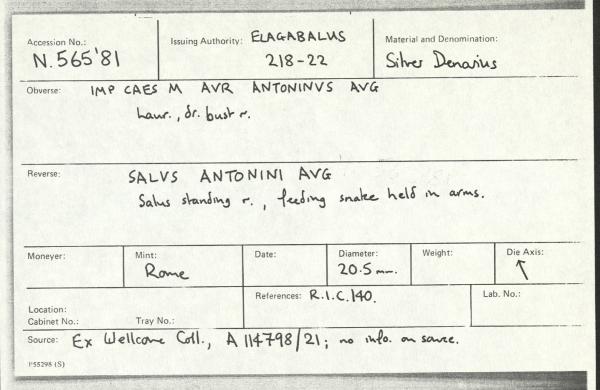 Accession No.: N.565'81
Issuing Authority: ELAGABALUS
218-22
Material and Denomination: Silver Denarius
Obverse: IMP CAES M AVR ANTONINVS AVG
Laur., dr. bust r.
Reverse: SALVS ANTONINI AVG
Salus standing r., feeding snake held in arms.
Moneyer:
Mint: Rome
Date:
Diameter: 20.5 mm.
Weight:
Die Axis: ↖
Location:
Cabinet No.: Tray No.:
References: R.I.C. 140.
Lab. No.:
Source: Ex Wellcome Coll., A 114798/21; no info. on source.
P55298 (S)